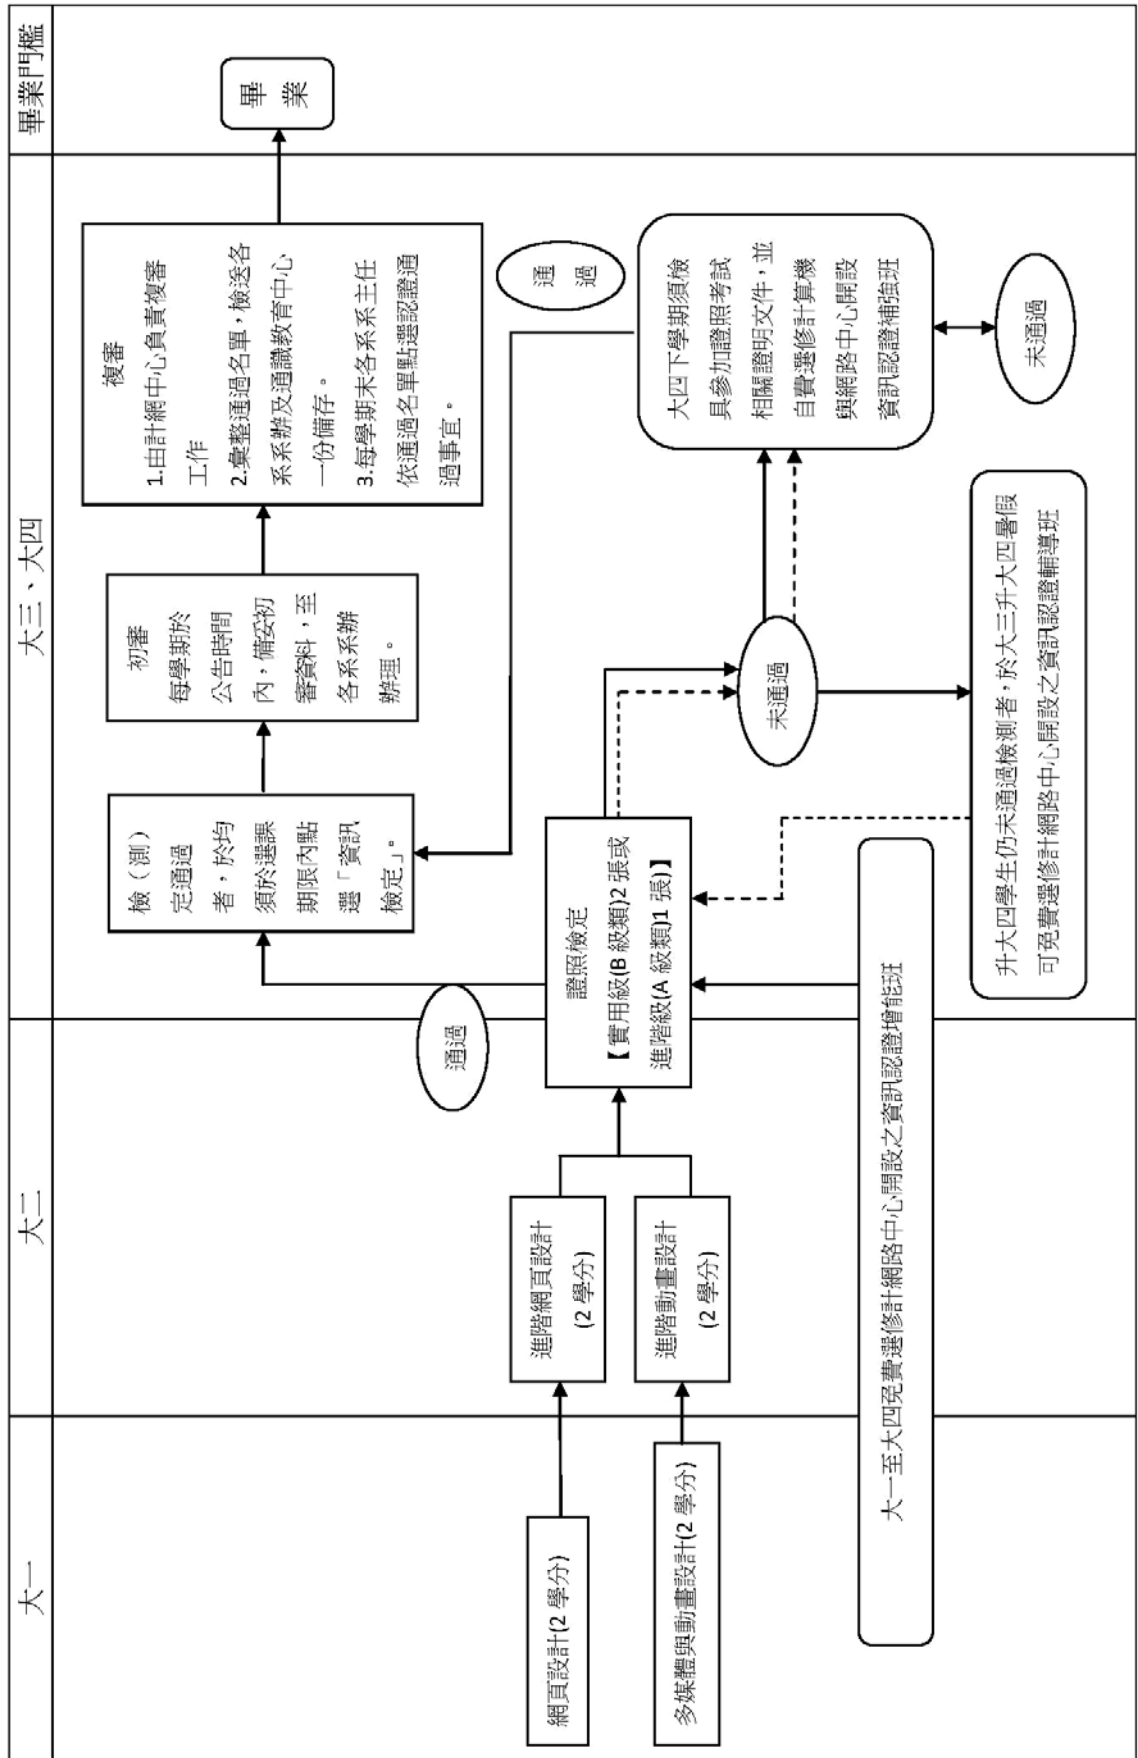 大一
大二
大三、大四
畢業門檻
網頁設計(2 學分)
多媒體與動畫設計(2 學分)
進階網頁設計
(2 學分)
進階動畫設計
(2 學分)
大一至大四免費選修計網路中心開設之資訊認證增能班
通過
證照檢定
【實用級(B 級類)2 張或
進階級(A 級類)1 張)】
檢（測）
定通過
者，於均
須於選課
期限內點
選「資訊
檢定」。
初審
每學期於
公告時間
內，備妥初
審資料，至
各系系辦
辦理。
複審
1.由計網中心負責複審
工作
2.彙整通過名單，檢送各
系系辦及通識教育中心
一份備存。
3.每學期末各系系主任
依通過名單點選認證通
過事宜。
畢
業
未通過
升大四學生仍未通過檢測者，於大三升大四暑假
可免費選修計網路中心開設之資訊認證輔導班
通
過
大四下學期須檢
具參加證照考試
相關證明文件，並
自費選修計算機
與網路中心開設
資訊認證補強班
未通過